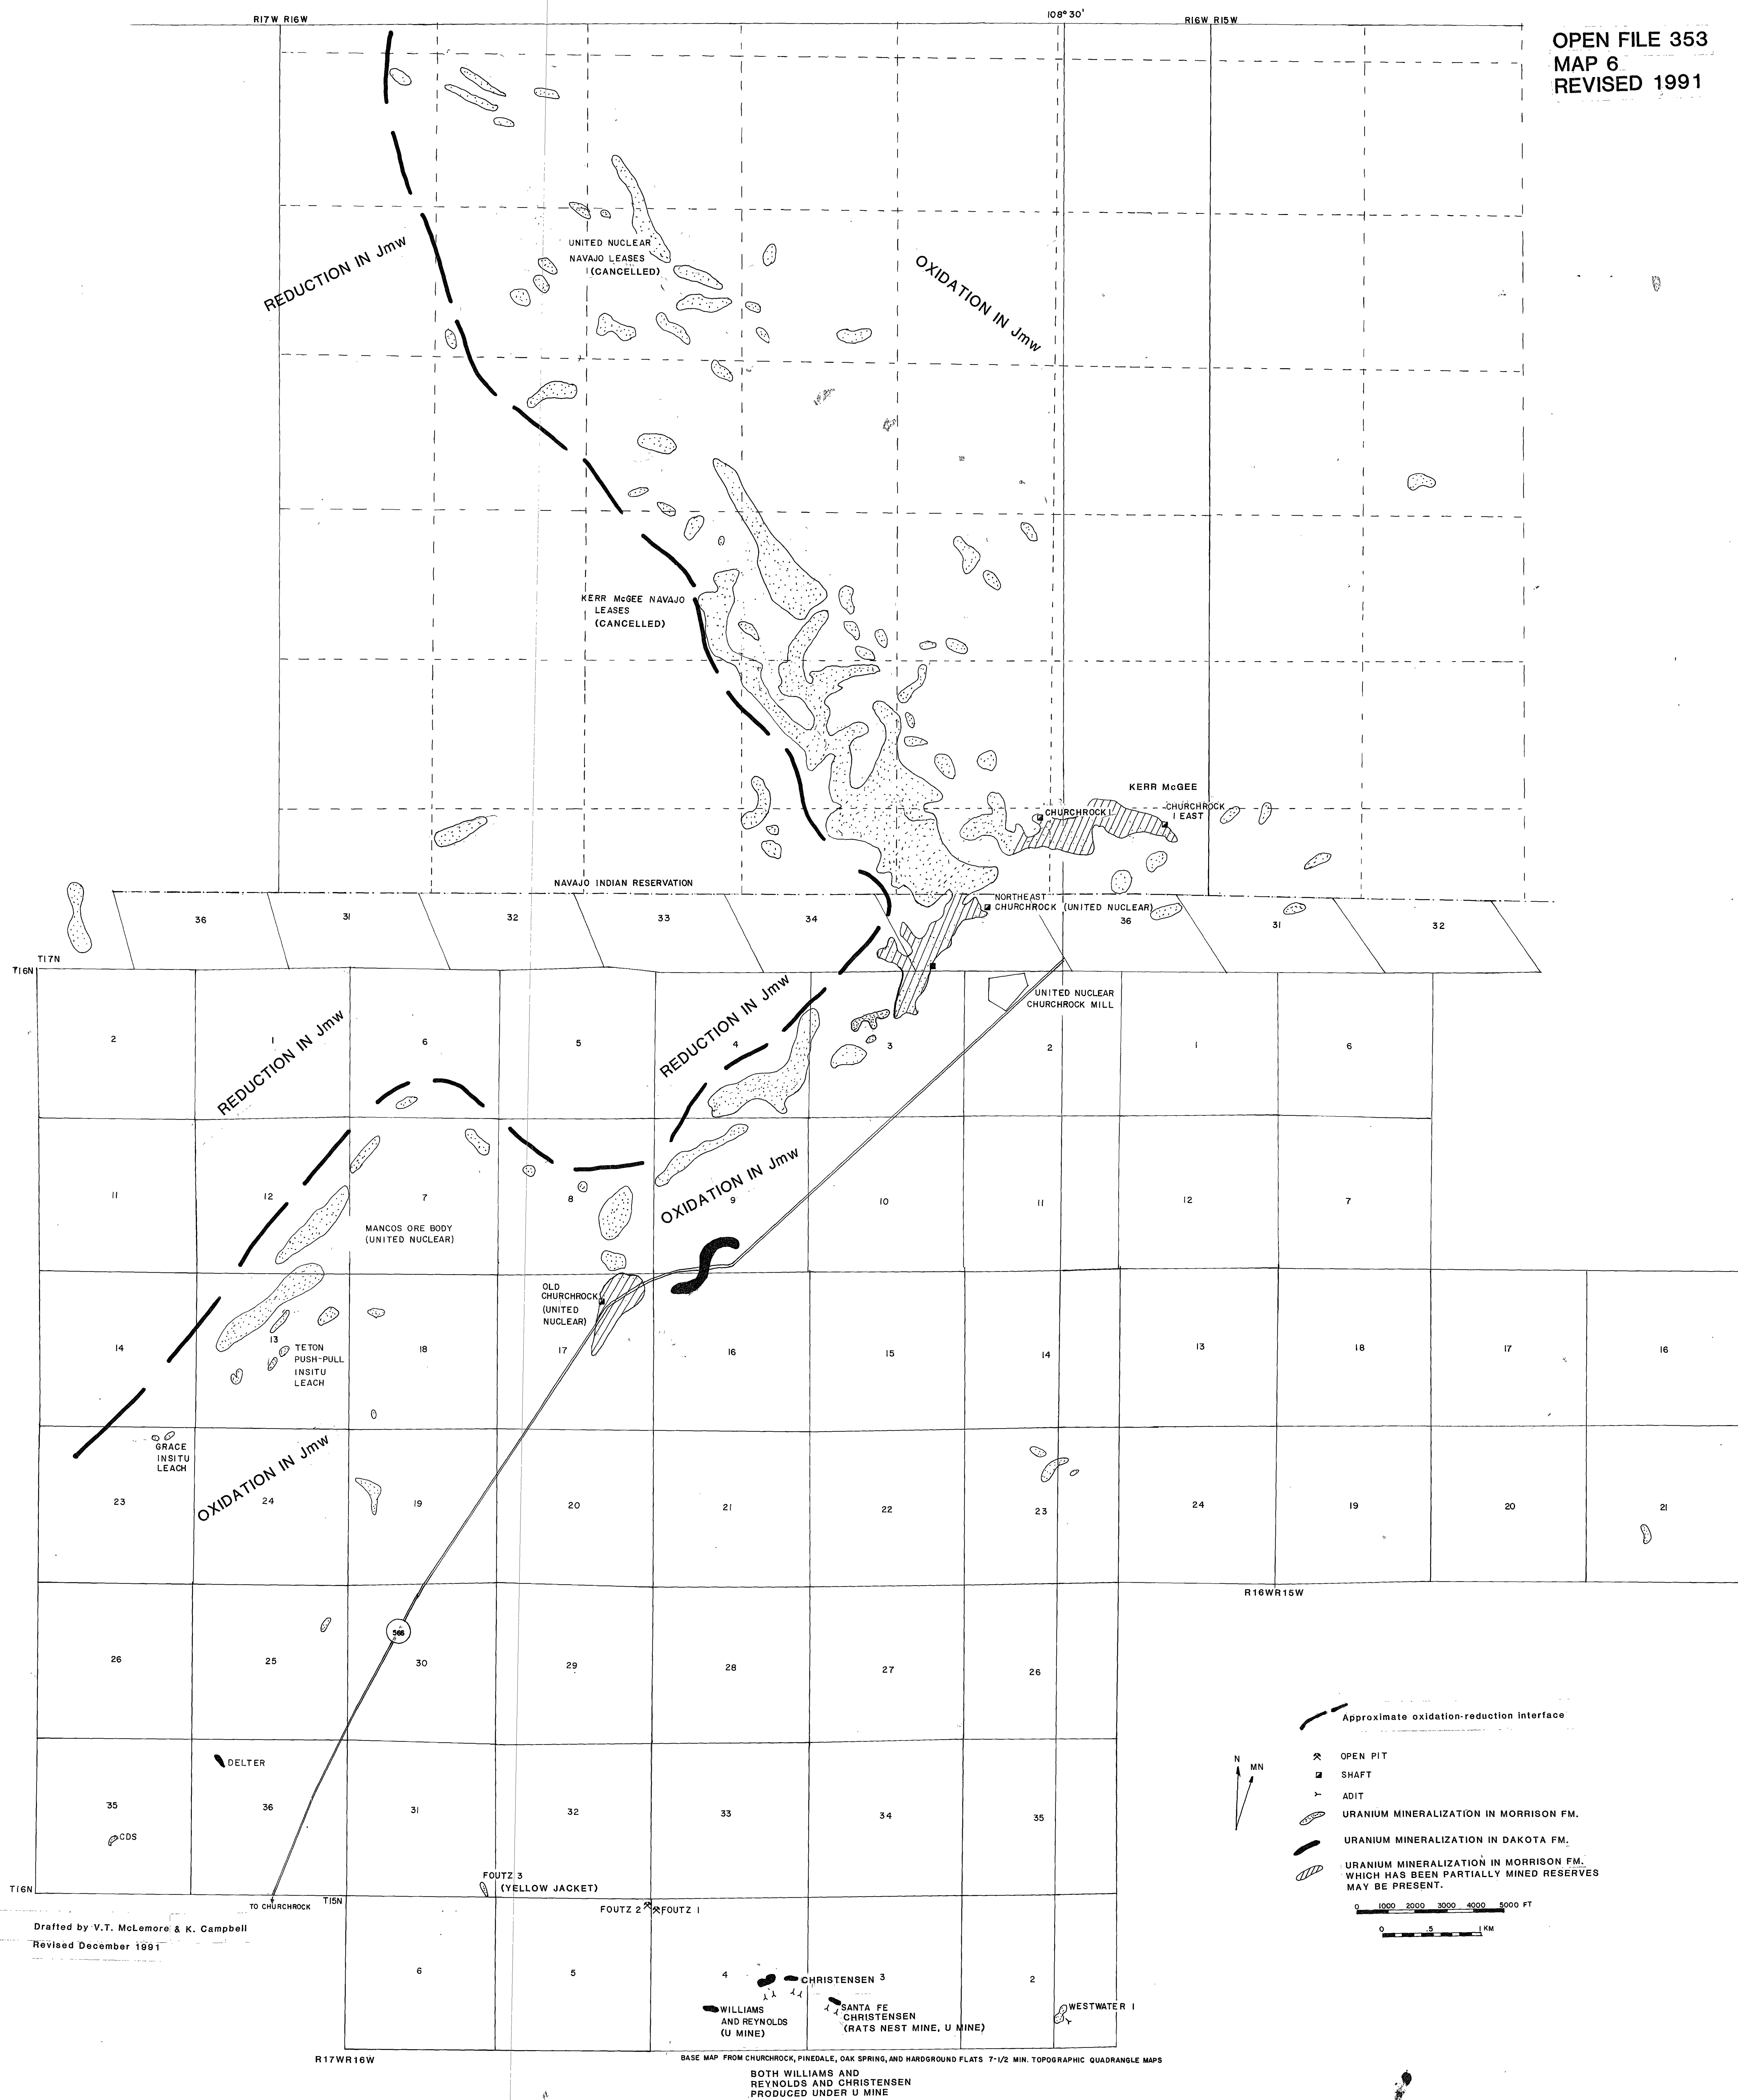 R17W R16W
108°30'
R16W R15W
OPEN FILE 353
MAP 6
REVISED 1991
REDUCTION IN Jmw
UNITED NUCLEAR
NAVAJO LEASES
(CANCELLED)
OXIDATION IN Jmw
KERR McGEE NAVAJO
LEASES
(CANCELLED)
KERR McGEE
CHURCHROCK I
CHURCHROCK
I EAST
NAVAJO INDIAN RESERVATION
NORTHEAST
CHURCHROCK (UNITED NUCLEAR)
36
31
32
33
34
36
31
32
T17N
T16N
UNITED NUCLEAR
CHURCHROCK MILL
REDUCTION IN Jmw
REDUCTION IN Jmw
2
1
6
5
4
3
2
1
6
OXIDATION IN Jmw
11
12
7
8
9
10
11
12
7
MANCOS ORE BODY
(UNITED NUCLEAR)
OLD
CHURCHROCK
(UNITED
NUCLEAR)
14
13
18
17
16
15
14
13
18
17
16
TETON
PUSH-PULL
INSITU
LEACH
GRACE
INSITU
LEACH
OXIDATION IN Jmw
23
24
19
20
21
22
23
24
19
20
21
R16WR15W
566
26
25
30
29
28
27
26
DELTER
35
36
31
32
33
34
35
CDS
FOUTZ 3
(YELLOW JACKET)
T16N
T15N
TO CHURCHROCK
FOUTZ 2
FOUTZ 1
Drafted by V.T. McLemore & K. Campbell
Revised December 1991
6
5
4
CHRISTENSEN
3
2
WILLIAMS
AND REYNOLDS
(U MINE)
SANTA FE
CHRISTENSEN
(RATS NEST MINE, U MINE)
WESTWATER 1
R17WR16W
BASE MAP FROM CHURCHROCK, PINEDALE, OAK SPRING, AND HARDGROUND FLATS 7-1/2 MIN. TOPOGRAPHIC QUADRANGLE MAPS
BOTH WILLIAMS AND
REYNOLDS AND CHRISTENSEN
PRODUCED UNDER U MINE
N
MN
Approximate oxidation-reduction interface
OPEN PIT
SHAFT
ADIT
URANIUM MINERALIZATION IN MORRISON FM.
URANIUM MINERALIZATION IN DAKOTA FM.
URANIUM MINERALIZATION IN MORRISON FM.
WHICH HAS BEEN PARTIALLY MINED RESERVES
MAY BE PRESENT.
0 1000 2000 3000 4000 5000 FT
0 .5 1 KM